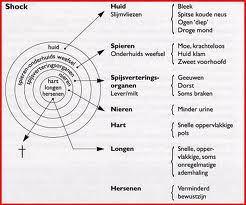 Shock
Huid
Slijmvliezen
Bleek
Spitse koude neus
Ogen 'diep'
Droge mond
Spieren
Onderhuids weefsel
Moe, krachteloos
Huid klam
Zweet voorhoofd
Spijsverterings-
organen
Lever/milt
Geeuwen
Dorst
Soms braken
Nieren
Minder urine
Hart
Snelle oppervlakkige
pols
Longen
Snelle, opper-
vlakkige, soms
onregelmatige
ademhaling
Hersenen
Verminderd
bewustzijn
huid
spieren/onderhuids weefsel
spijsverteringsorganen
nieren
hart
longen
hersenen